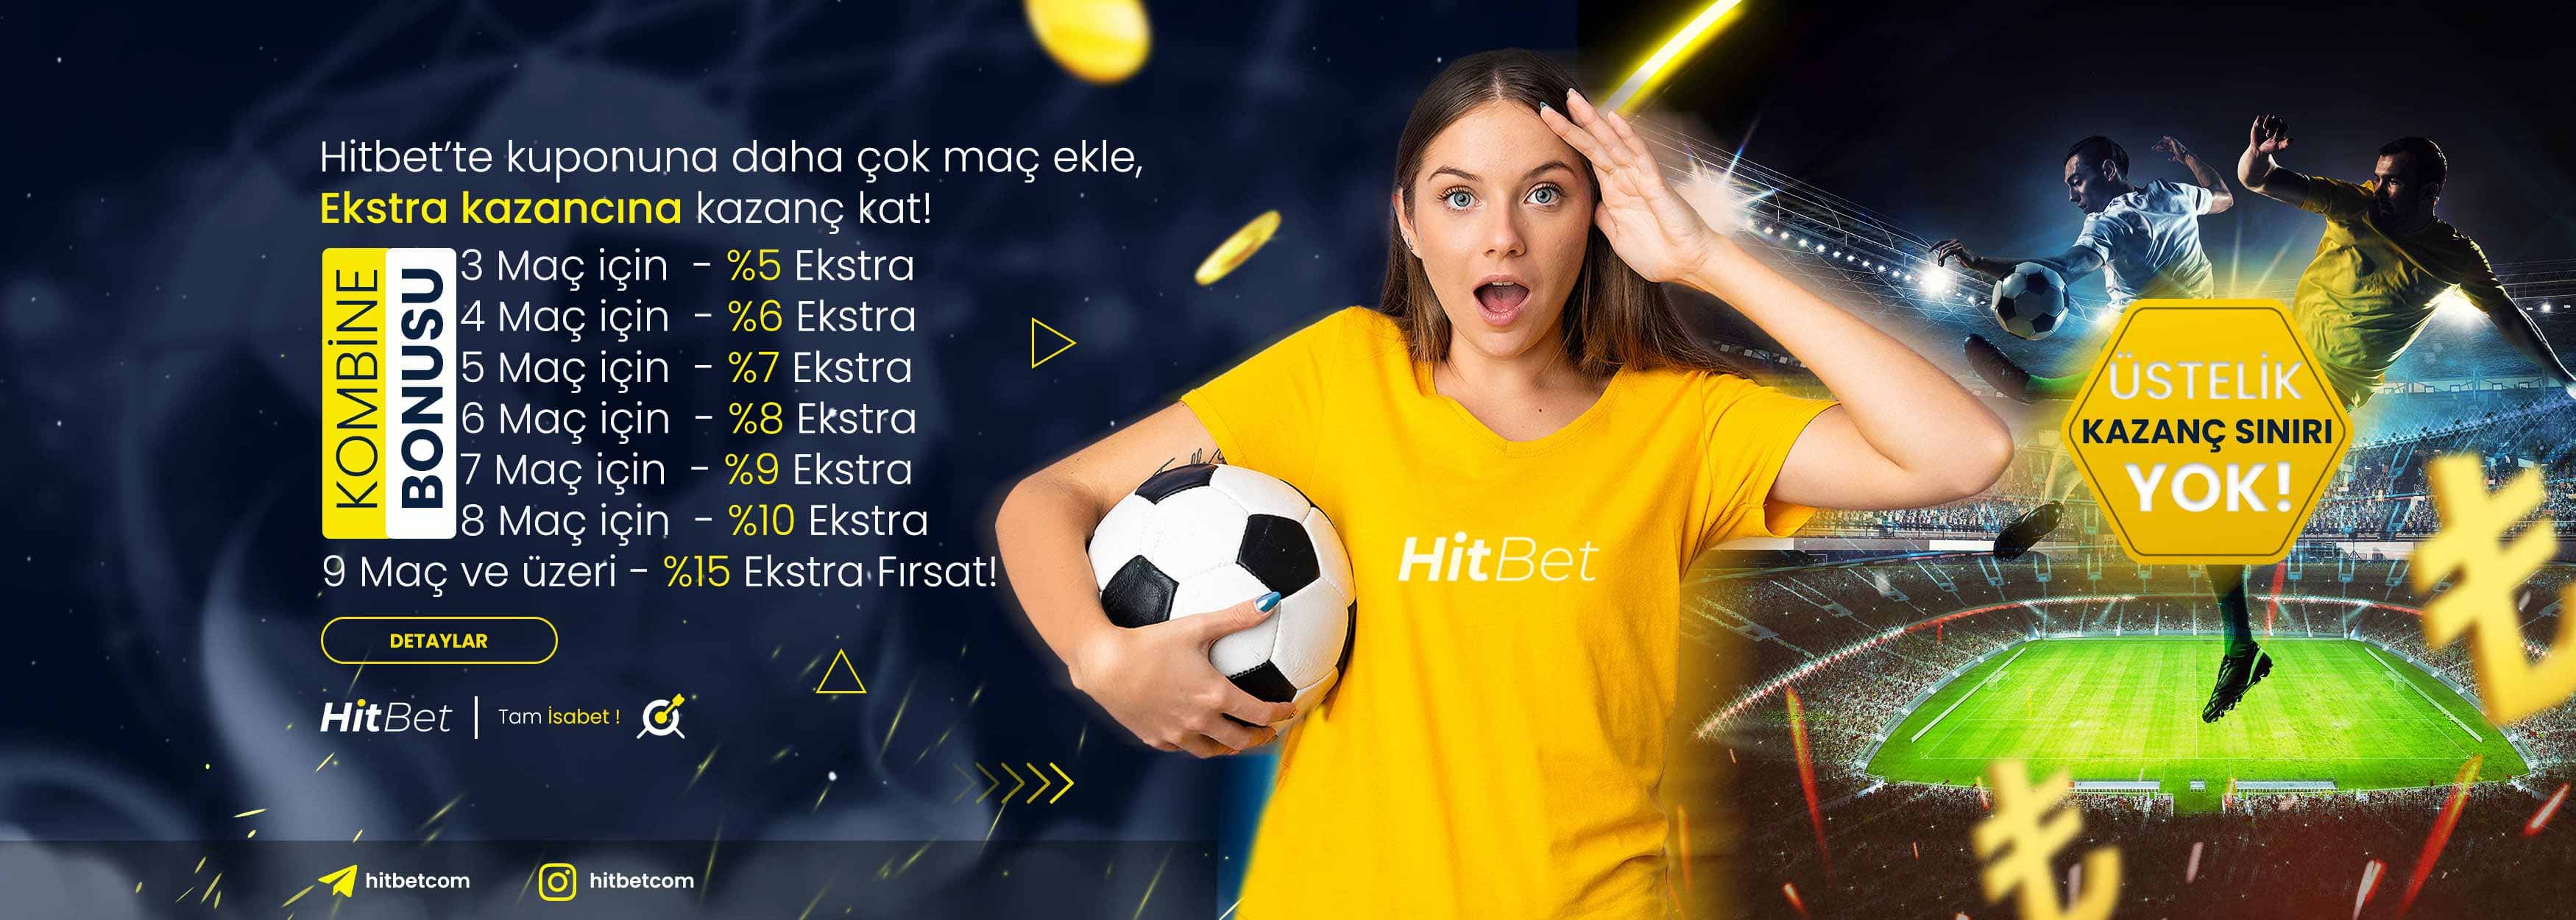 Hitbet’te kuponuna daha çok maç ekle,
Ekstra kazancına kazanç kat!
KOMBİNE
BONUSU
3 Maç için - %5 Ekstra
4 Maç için - %6 Ekstra
5 Maç için - %7 Ekstra
6 Maç için - %8 Ekstra
7 Maç için - %9 Ekstra
8 Maç için - %10 Ekstra
9 Maç ve üzeri - %15 Ekstra Fırsat!
DETAYLAR
HitBet | Tam İsabet !
hitbetcom
hitbetcom
HitBet
ÜSTELİK
KAZANÇ SINIRI
YOK!
₺
₺